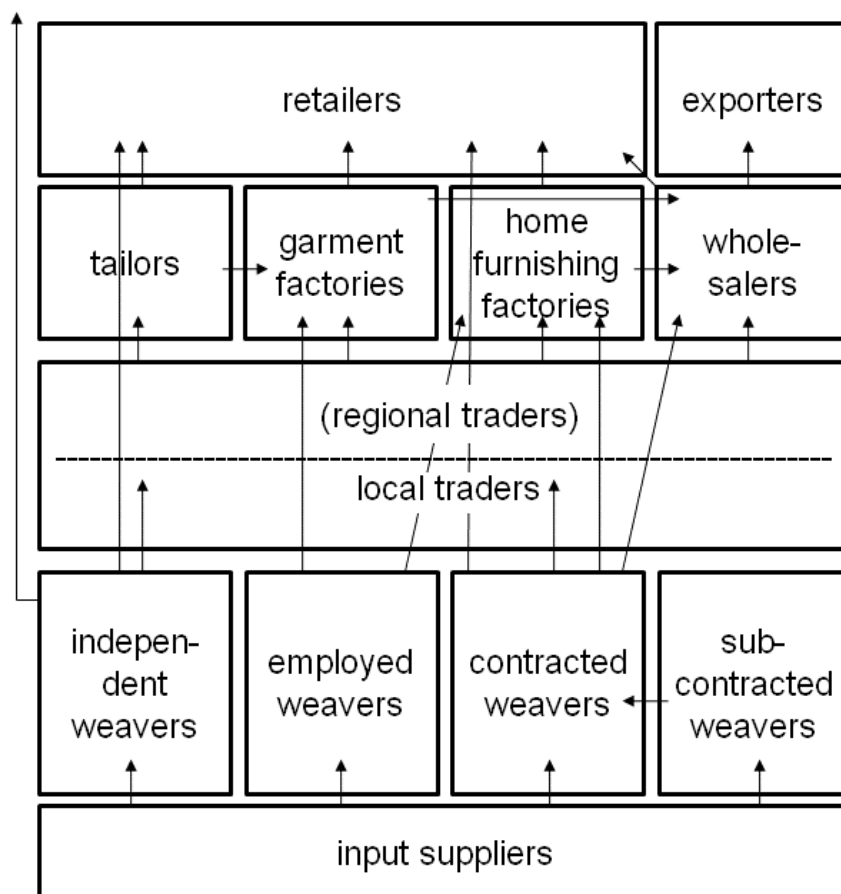 retailers
exporters
tailors
garment
factories
home
furnishing
factories
whole-
salers
(regional traders)
local traders
indepen-
dent
weavers
employed
weavers
contracted
weavers
sub-
contracted
weavers
input suppliers